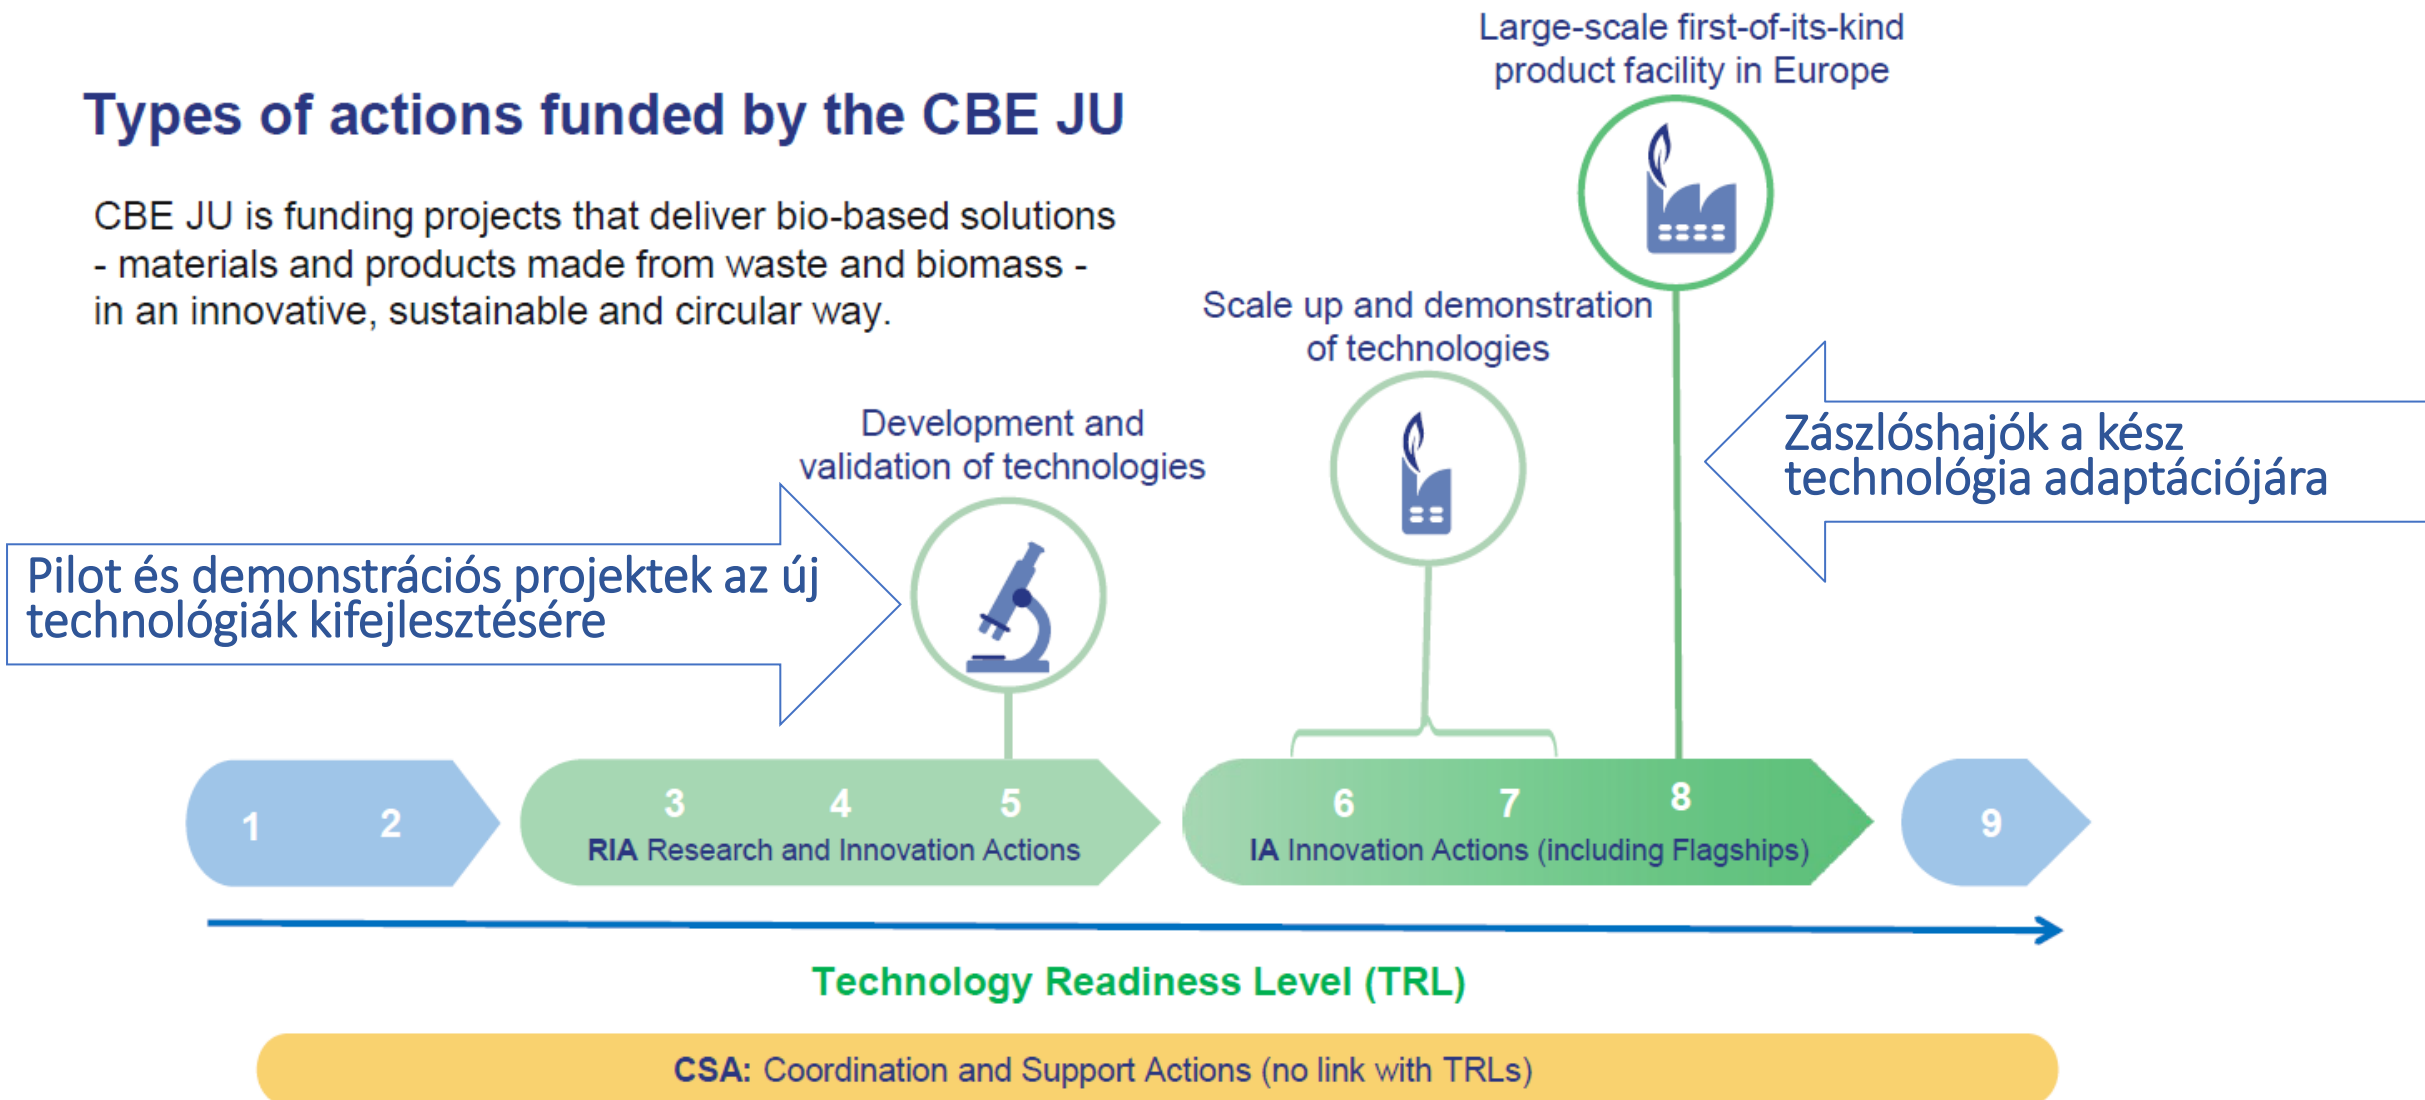 Large-scale first-of-its-kind
product facility in Europe
Types of actions funded by the CBE JU
CBE JU is funding projects that deliver bio-based solutions
- materials and products made from waste and biomass -
in an innovative, sustainable and circular way.
Scale up and demonstration
of technologies
Development and
validation of technologies
Zászlóshajók a kész
technológia adaptációjára
Pilot és demonstrációs projektek az új
technológiák kifejlesztésére
1 2
3 4 5
RIA Research and Innovation Actions
6 7 8
IA Innovation Actions (including Flagships)
9
Technology Readiness Level (TRL)
CSA: Coordination and Support Actions (no link with TRLs)